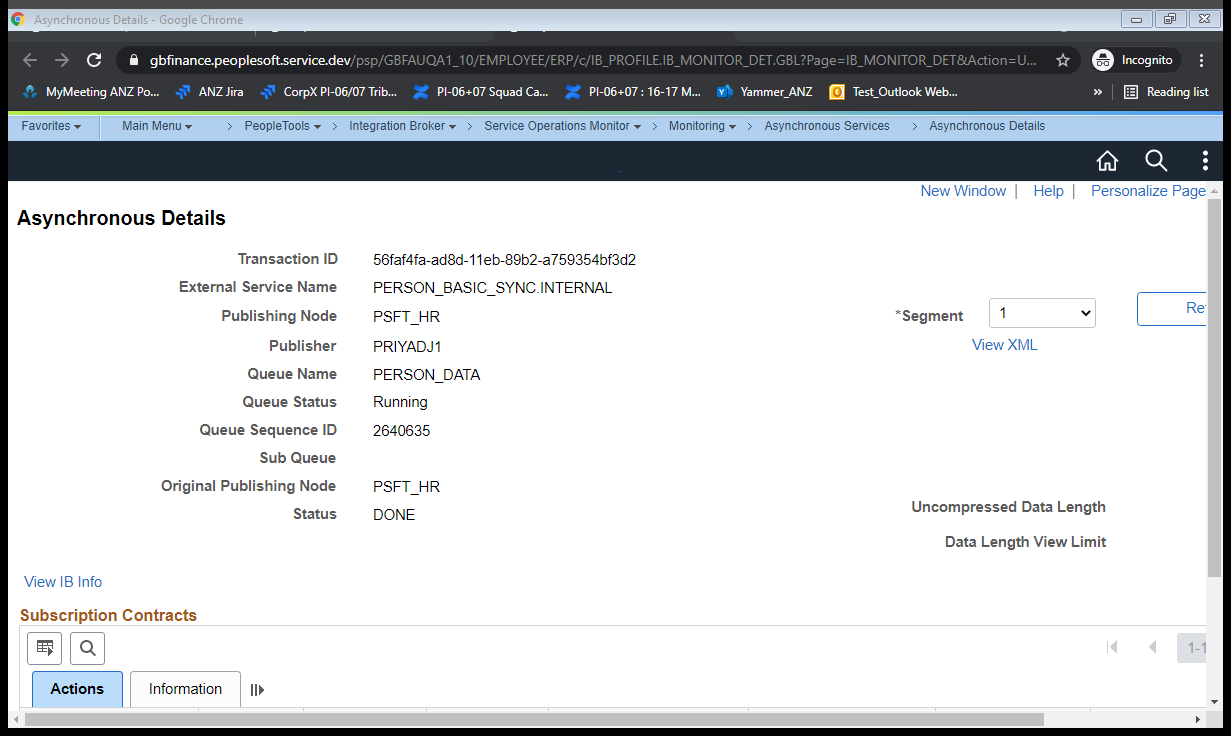 Asynchronous Details - Google Chrome
gbfinance.peoplesoft.service.dev/psp/GBFAUQA1_10/EMPLOYEE/ERP/c/IB_PROFILE.IB_MONITOR_DET.GBL?Page=IB_MONITOR_DET&Action=U... Incognito
MyMeeting ANZ Po... ANZ Jira CorpX PI-06/07 Trib... PI-06+07 Squad Ca... PI-06+07 : 16-17 M... Yammer_ANZ Test_Outlook Web... » Reading list
Favorites Main Menu > PeopleTools > Integration Broker > Service Operations Monitor > Monitoring > Asynchronous Services > Asynchronous Details
New Window | Help | Personalize Page
Asynchronous Details
Transaction ID 56faf4fa-ad8d-11eb-89b2-a759354bf3d2
External Service Name PERSON_BASIC_SYNC.INTERNAL
Publishing Node PSFT_HR *Segment 1 Re
Publisher PRIYADJ1 View XML
Queue Name PERSON_DATA
Queue Status Running
Queue Sequence ID 2640635
Sub Queue
Original Publishing Node PSFT_HR
Status DONE Uncompressed Data Length
Data Length View Limit
View IB Info
Subscription Contracts
1-1
Actions Information